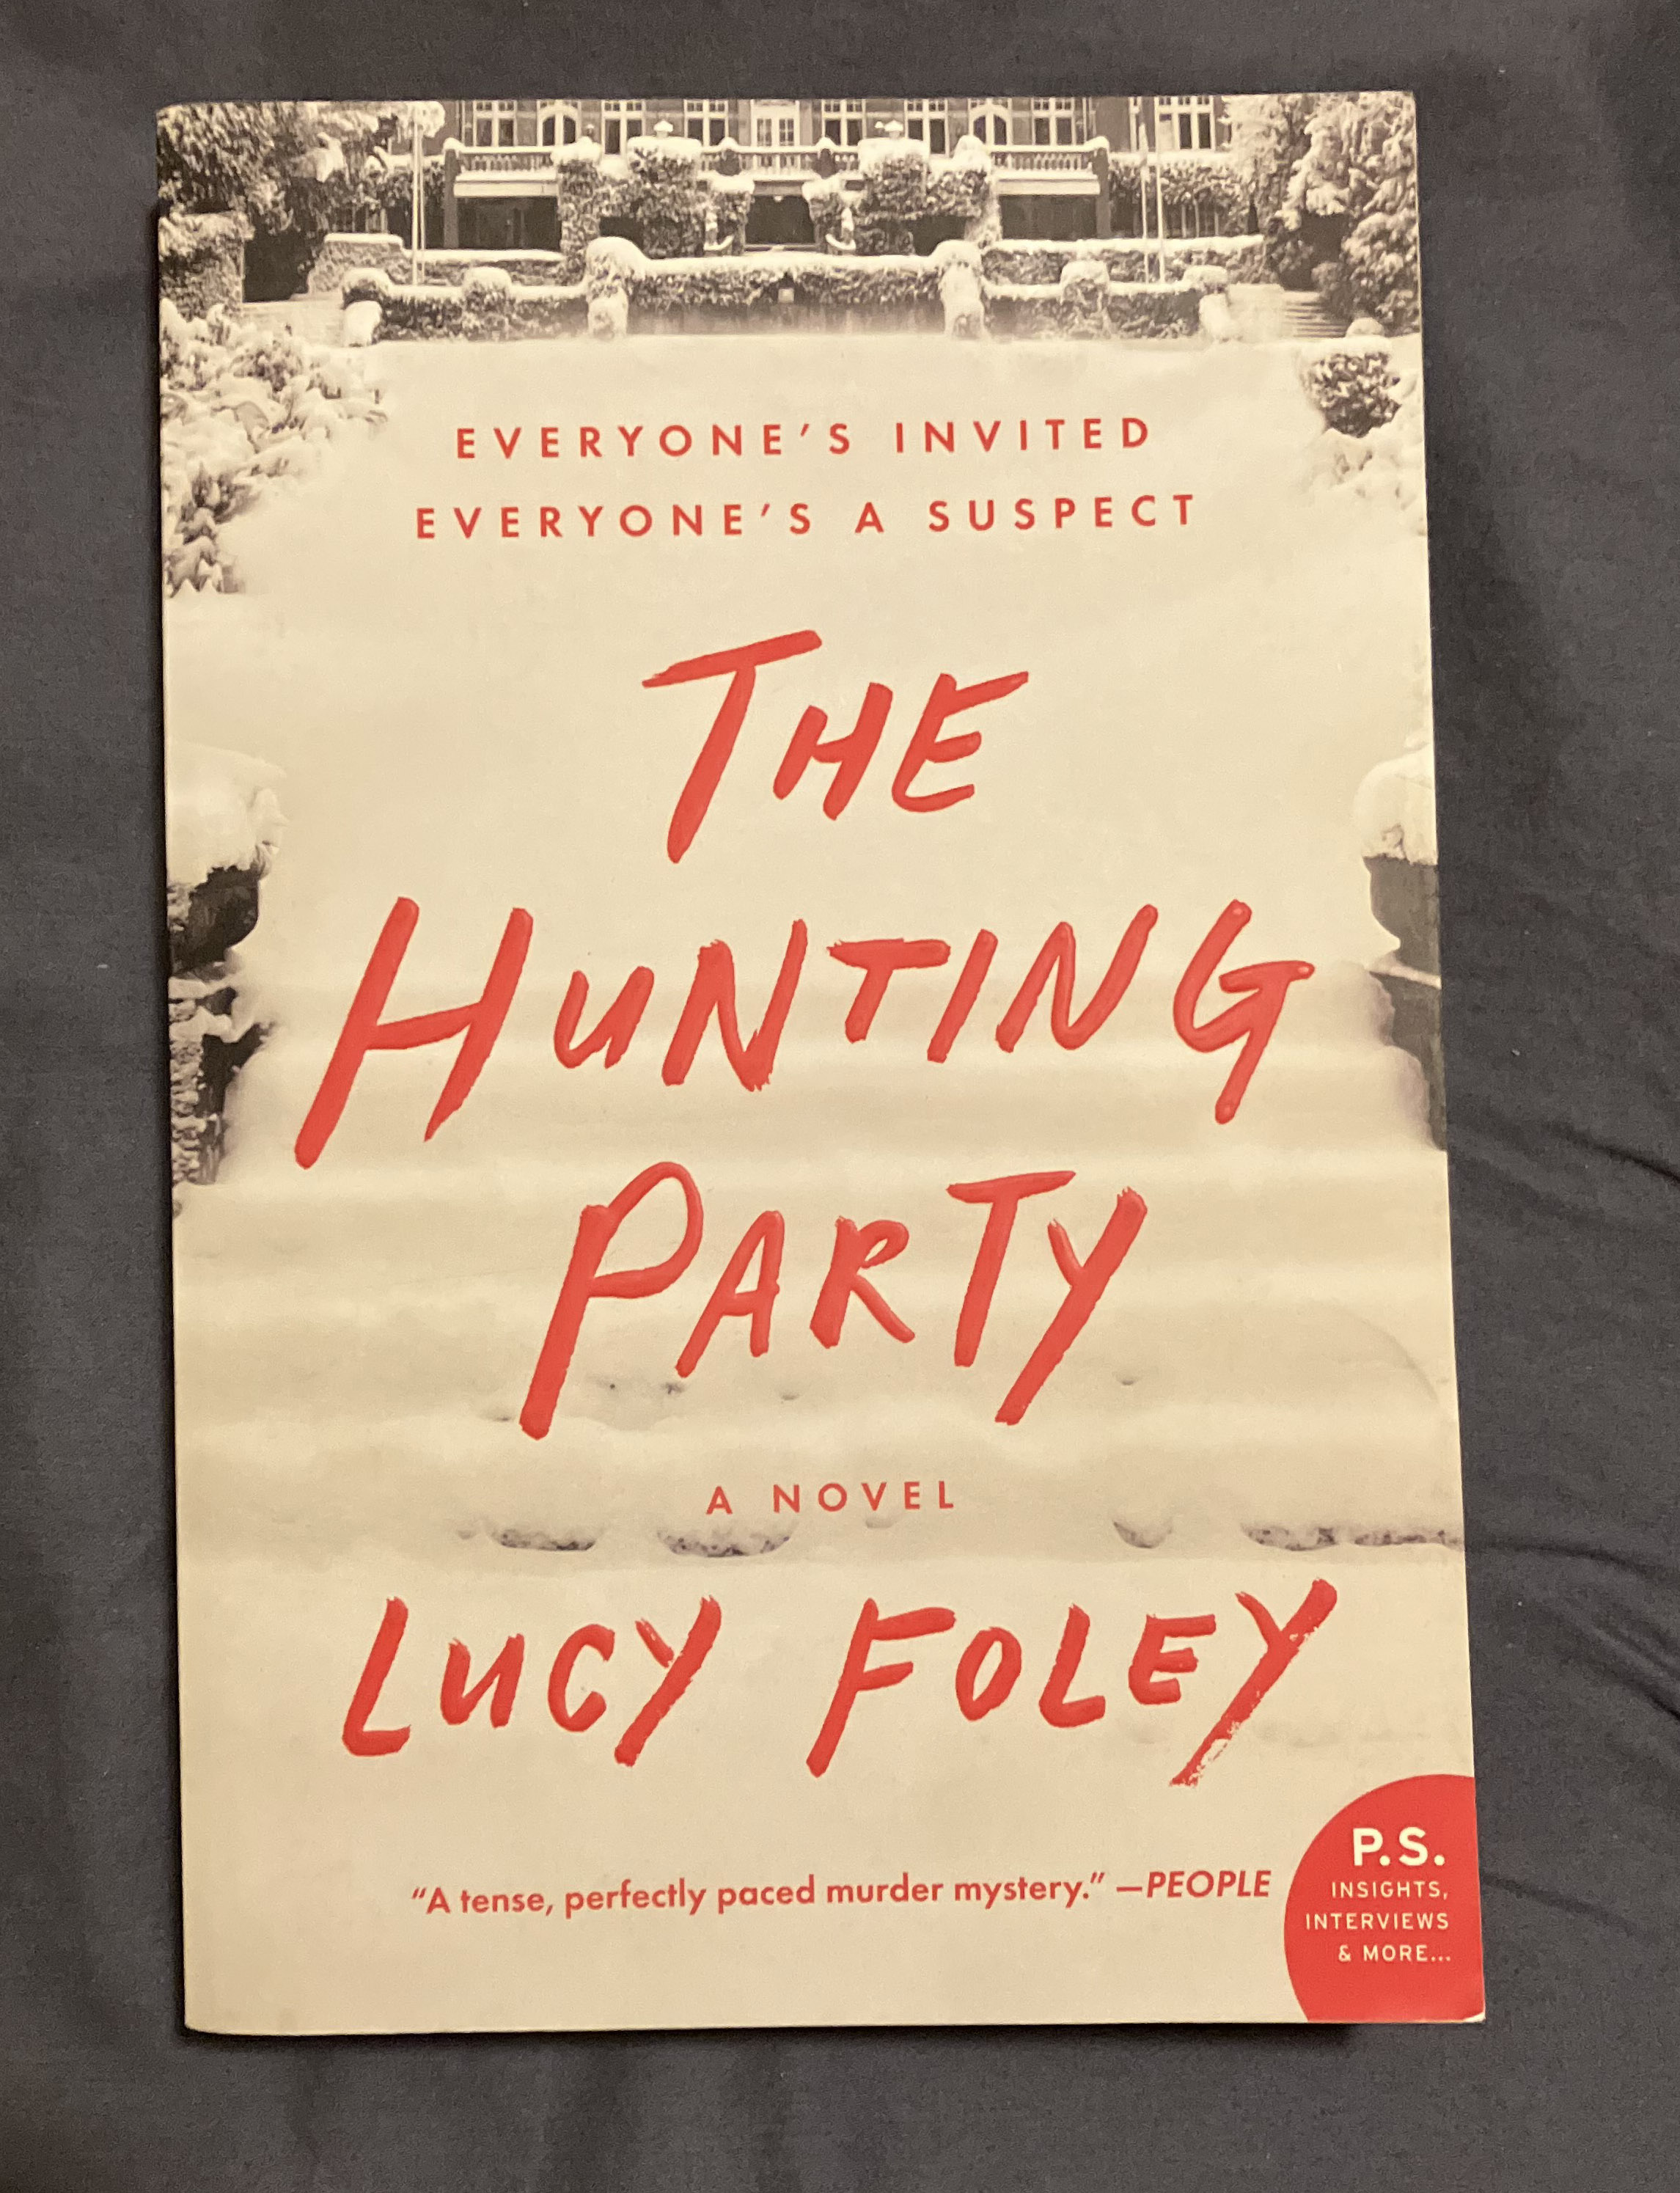 EVERYONE'S INVITED
EVERYONE'S A SUSPECT
THE
HUNTING
PARTY
A NOVEL
LUCY FOLEY
“A tense, perfectly paced murder mystery.” —PEOPLE
P.S.
INSIGHTS,
INTERVIEWS
& MORE...